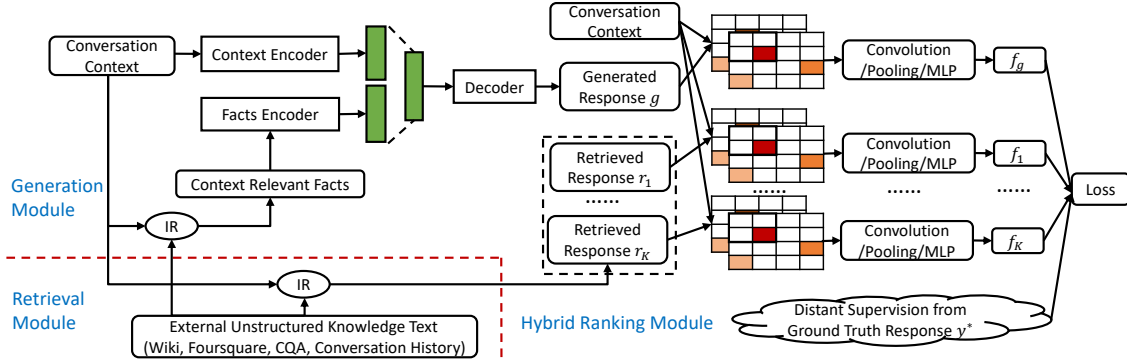 Conversation
Context
Context Encoder
Facts Encoder
Context Relevant Facts
IR
Generation
Module
Decoder
Conversation
Context
Generated
Response g
Retrieved
Response r1
......
Retrieved
Response rK
Convolution
/Pooling/MLP
fg
Convolution
/Pooling/MLP
f1
......
......
......
Convolution
/Pooling/MLP
fK
Loss
Retrieval
Module
IR
External Unstructured Knowledge Text
(Wiki, Foursquare, CQA, Conversation History)
Hybrid Ranking Module
Distant Supervision from
Ground Truth Response y*